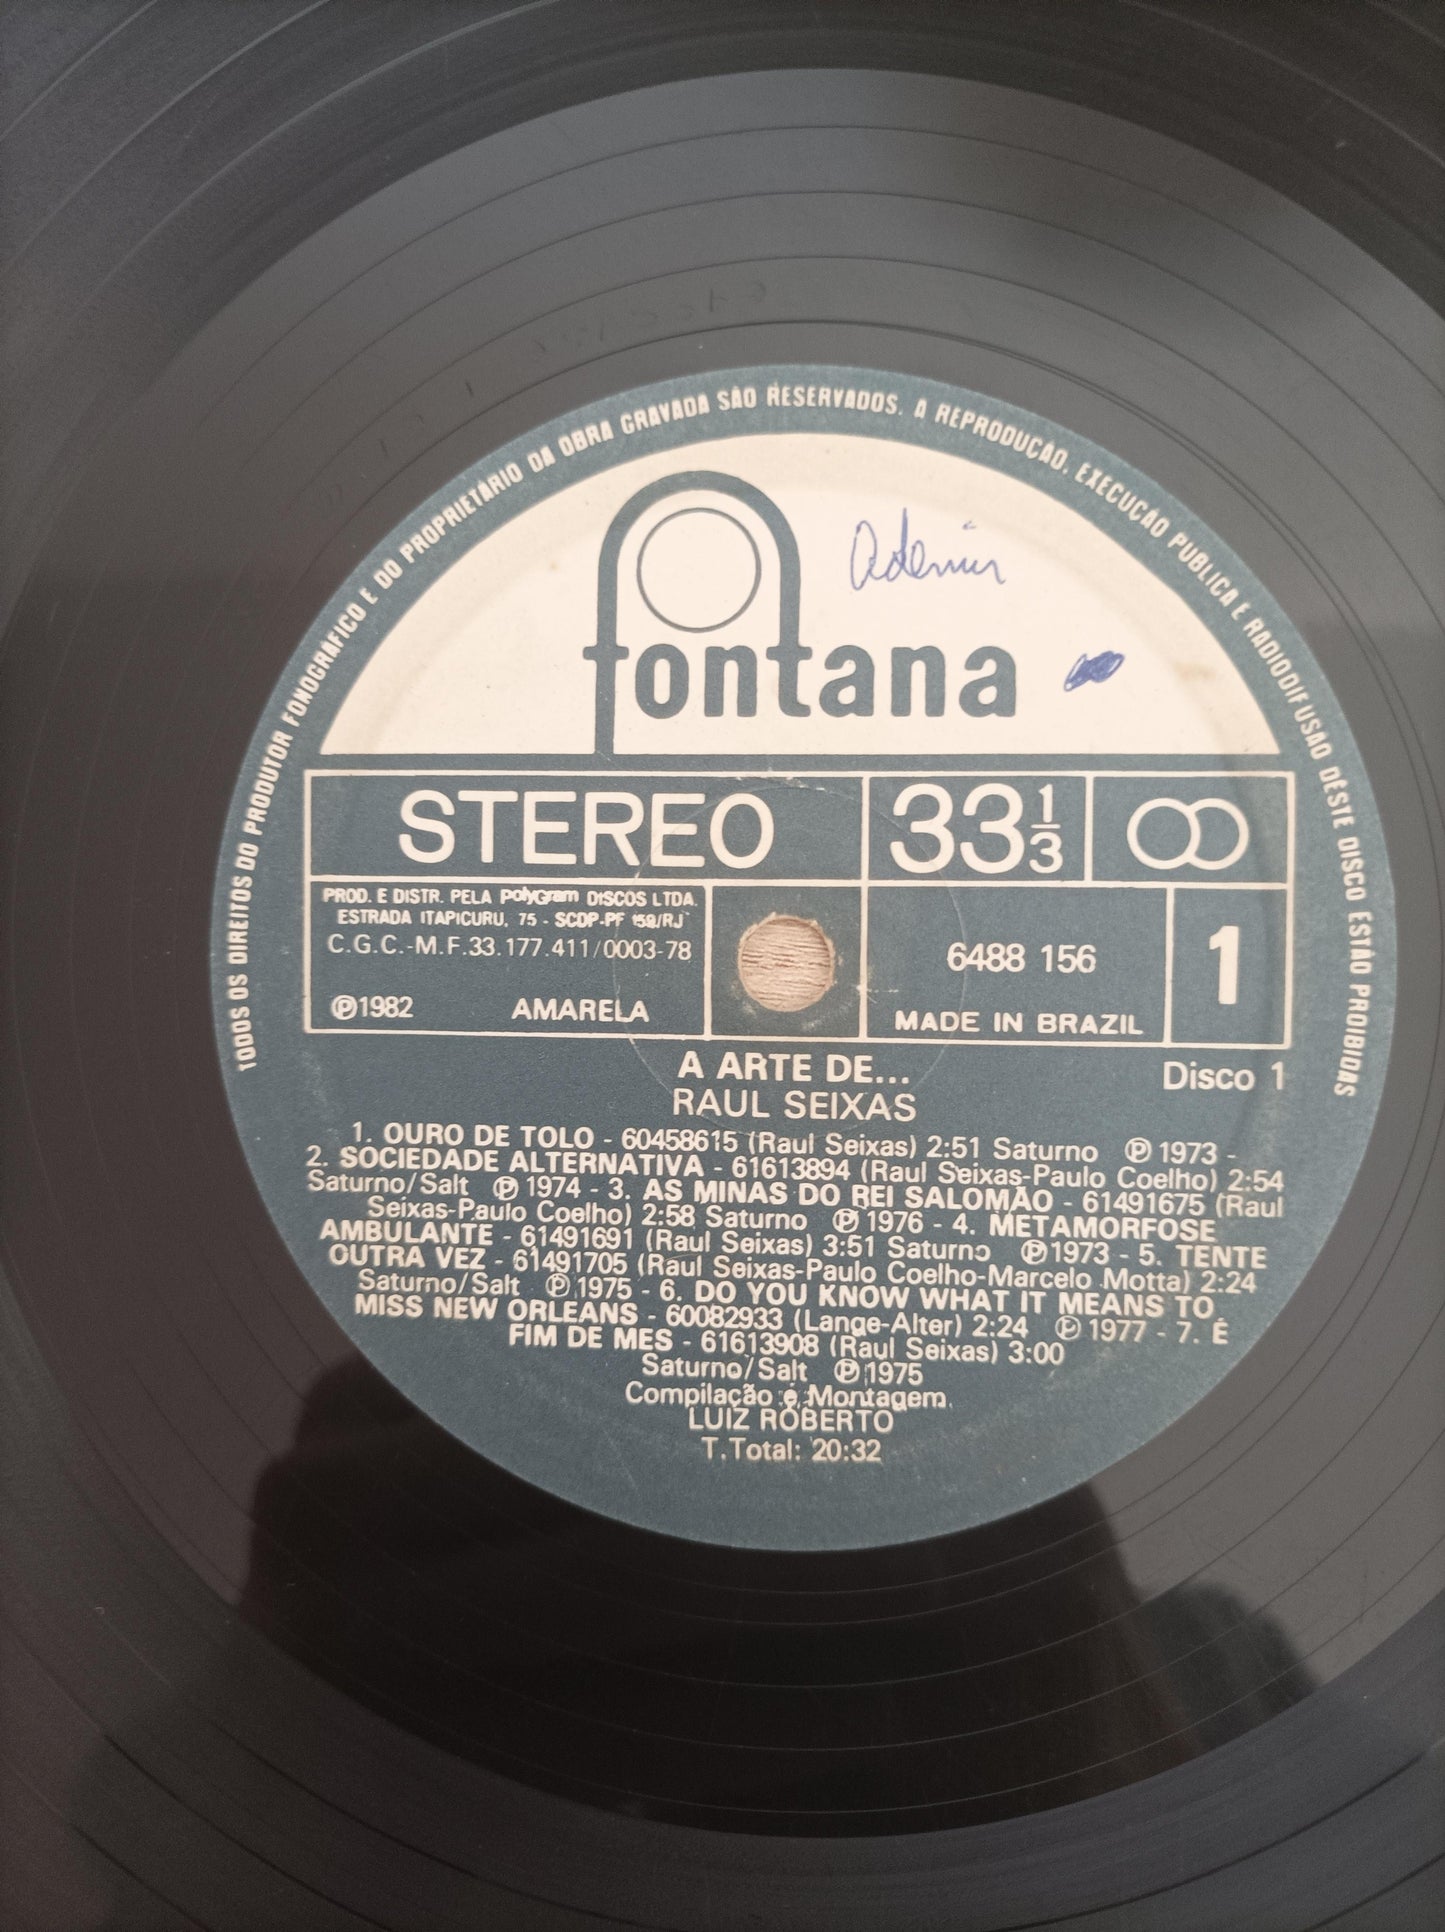 TODOS OS DIREITOS DO PRODUTOR FONOGRÁFICO E DO PROPRIETÁRIO DA OBRA GRAVADA SÃO RESERVADOS. A REPRODUÇÃO, EXECUÇÃO PUBLICA E RADIODIFUSÃO DÊSTE DISCO ESTÃO PROIBIDAS
Ademir
fontana
STEREO
33 1/3
PROD. E DISTR. PELA PolyGram DISCOS LTDA.
ESTRADA ITAPICURU, 75 - SCDP-PF 159/RJ
C.G.C.-M.F.33.177.411/0003-78
℗1982 AMARELA
6488 156
MADE IN BRAZIL
1
A ARTE DE...
RAUL SEIXAS
Disco 1
1. OURO DE TOLO - 60458615 (Raul Seixas) 2:51 Saturno ℗ 1973 -
2. SOCIEDADE ALTERNATIVA - 61613894 (Raul Seixas-Paulo Coelho) 2:54
Saturno/Salt ℗ 1974 - 3. AS MINAS DO REI SALOMÃO - 61491675 (Raul
Seixas-Paulo Coelho) 2:58 Saturno ℗ 1976 - 4. METAMORFOSE
AMBULANTE - 61491691 (Raul Seixas) 3:51 Saturno ℗1973 - 5. TENTE
OUTRA VEZ - 61491705 (Raul Seixas-Paulo Coelho-Marcelo Motta) 2:24
Saturno/Salt ℗ 1975 - 6. DO YOU KNOW WHAT IT MEANS TO
MISS NEW ORLEANS - 60082933 (Lange-Alter) 2:24 ℗ 1977 - 7. É
FIM DE MES - 61613908 (Raul Seixas) 3:00
Saturno/Salt ℗ 1975
Compilação e Montagem.
LUIZ ROBERTO
T.Total: 20:32